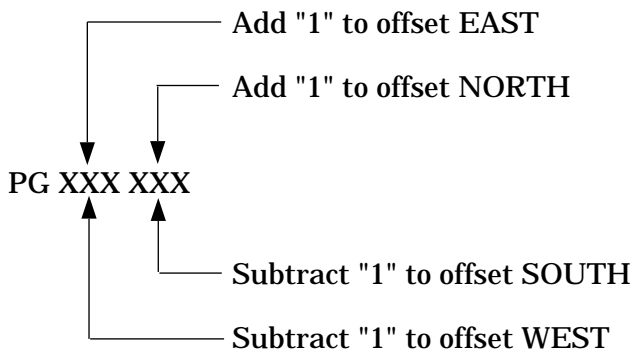 Add "1" to offset EAST
Add "1" to offset NORTH
PG XXX XXX
Subtract "1" to offset SOUTH
Subtract "1" to offset WEST